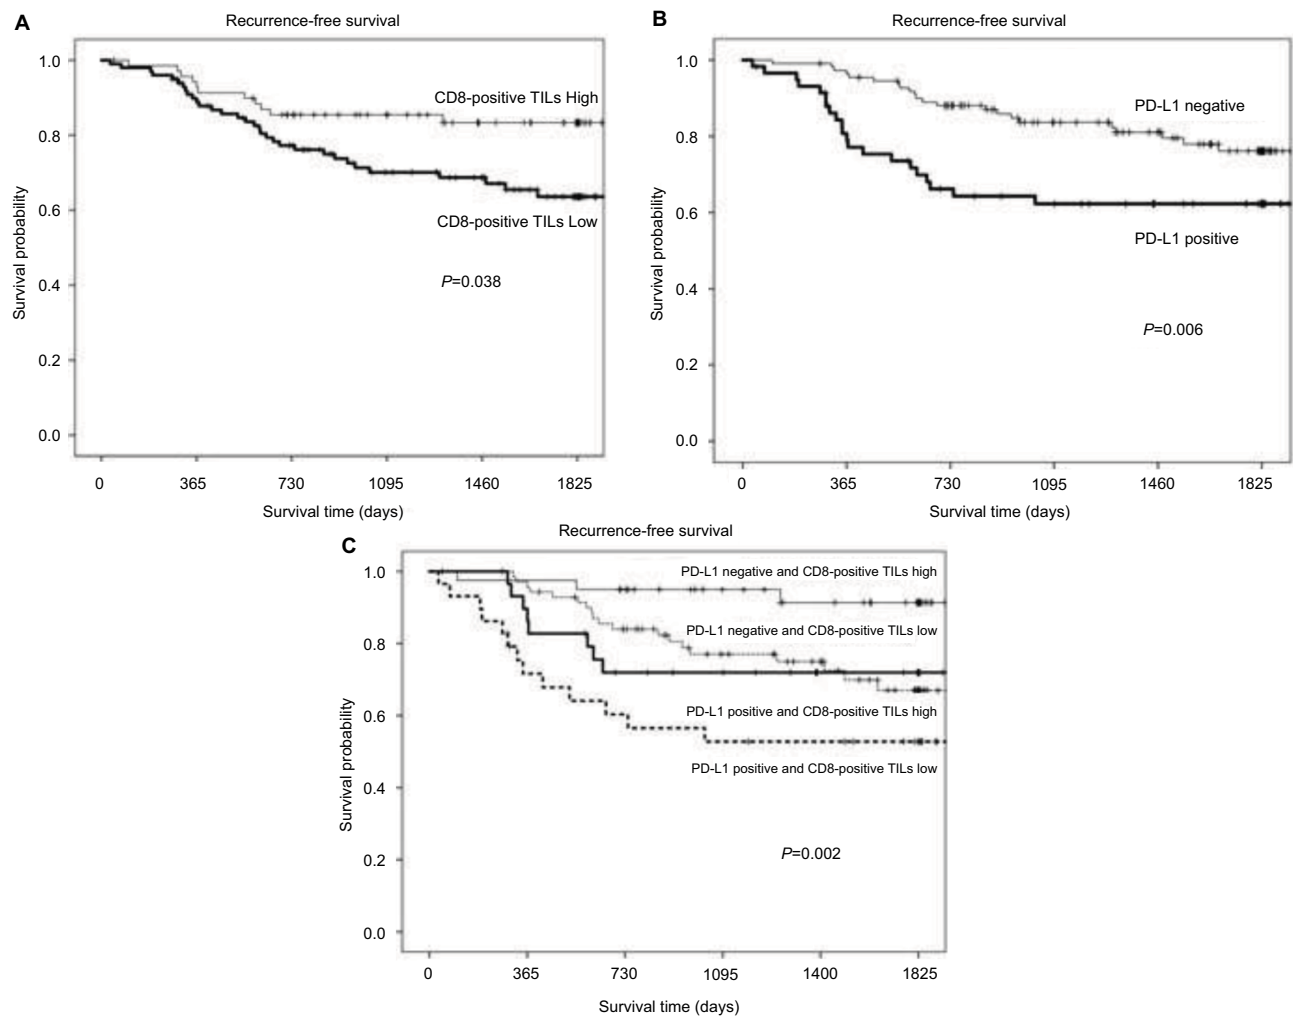 A
Recurrence-free survival
1.0
0.8
0.6
0.4
0.2
0.0
Survival probability
CD8-positive TILs High
CD8-positive TILs Low
P=0.038
0 365 730 1095 1460 1825
Survival time (days)
B
Recurrence-free survival
1.0
0.8
0.6
0.4
0.2
0.0
Survival probability
PD-L1 negative
PD-L1 positive
P=0.006
0 365 730 1095 1460 1825
Survival time (days)
C
Recurrence-free survival
1.0
0.8
0.6
0.4
0.2
0.0
Survival probability
PD-L1 negative and CD8-positive TILs high
PD-L1 negative and CD8-positive TILs low
PD-L1 positive and CD8-positive TILs high
PD-L1 positive and CD8-positive TILs low
P=0.002
0 365 730 1095 1400 1825
Survival time (days)